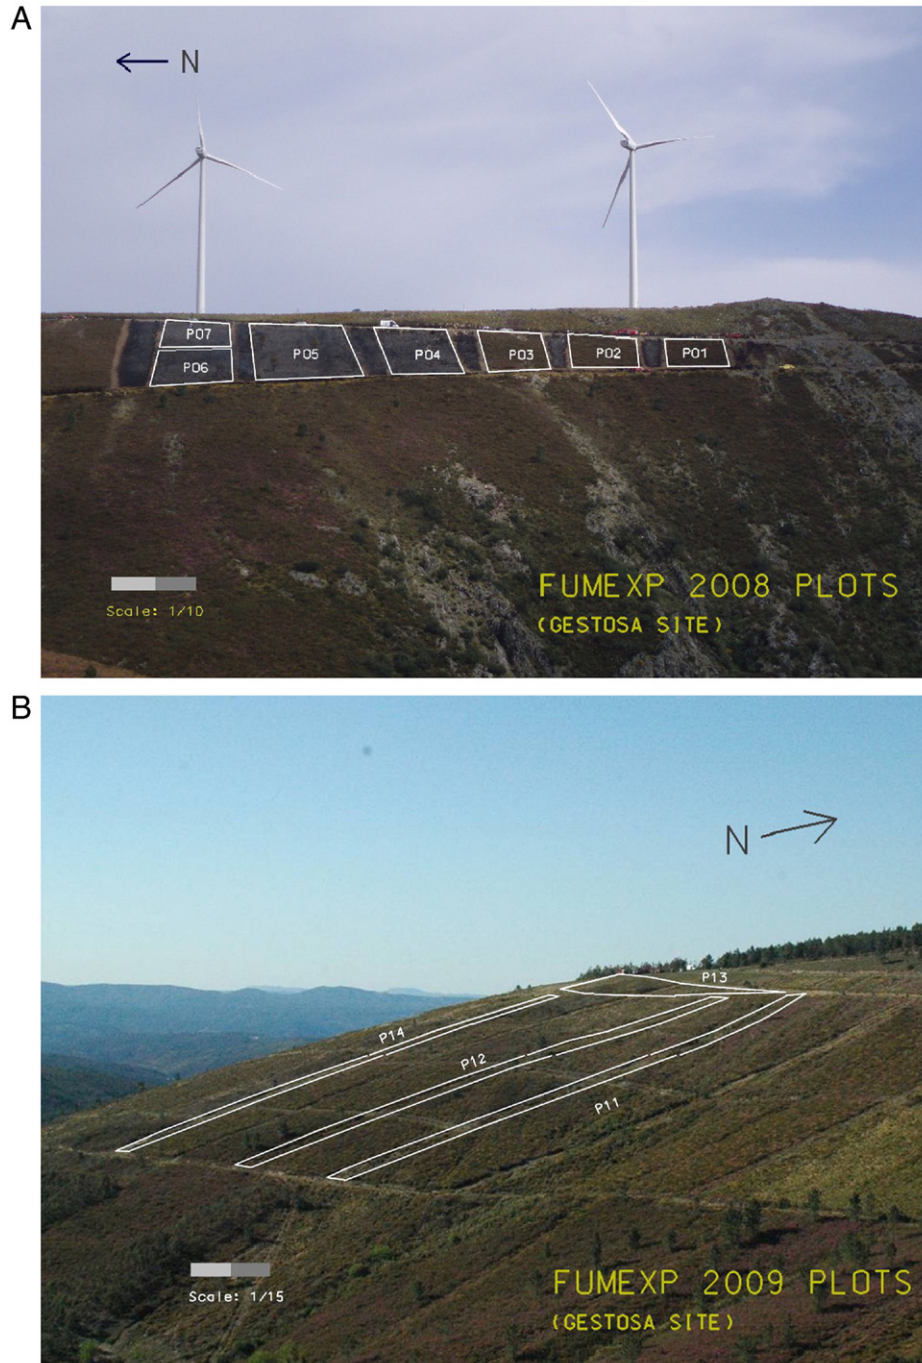 A
N
P07
P06
P05
P04
P03
P02
P01
Scale: 1/10
FUMEXP 2008 PLOTS
(GESTOSA SITE)
B
N
P13
P14
P12
P11
Scale: 1/15
FUMEXP 2009 PLOTS
(GESTOSA SITE)